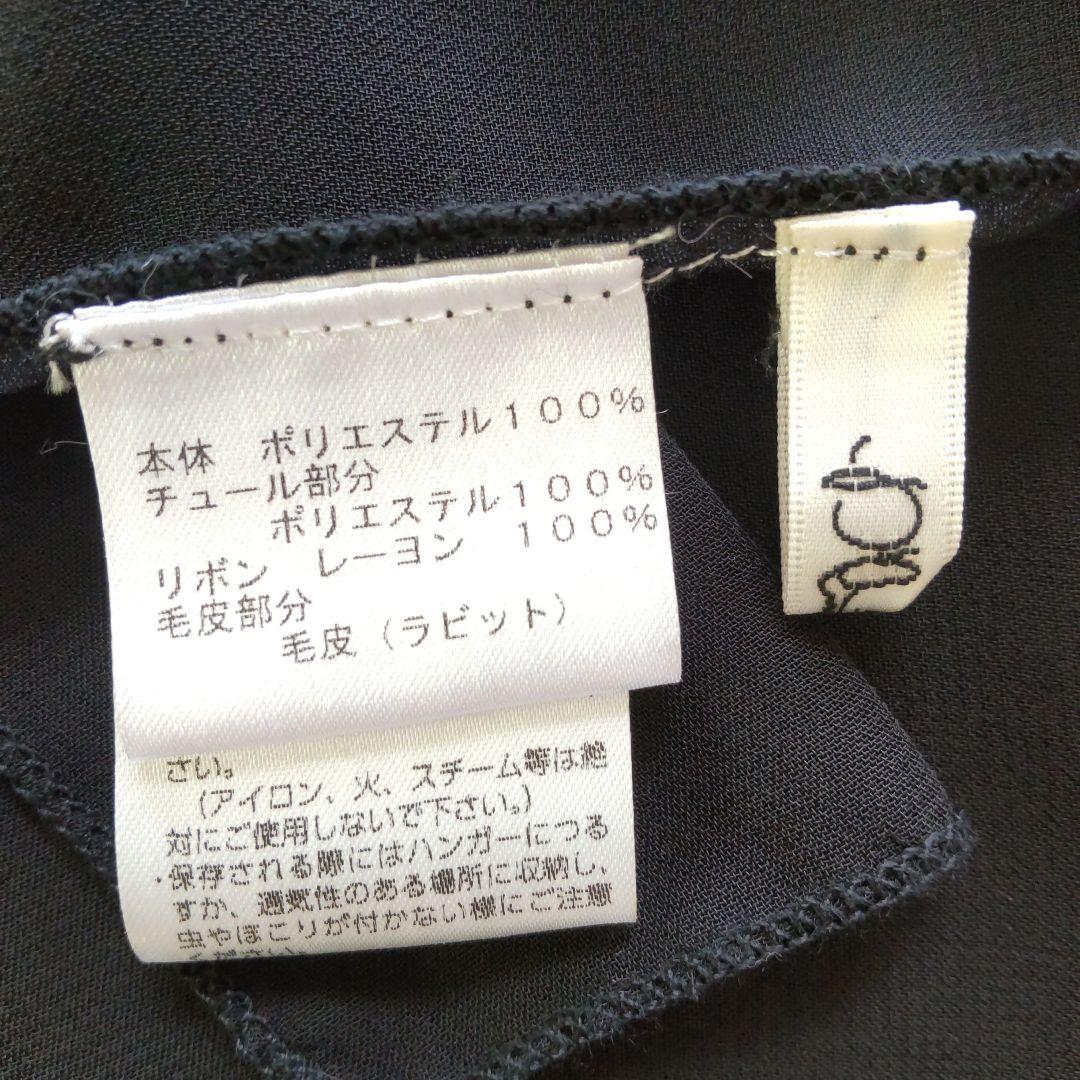 本体 ポリエステル100%
チュール部分
ポリエステル100%
リボン レーヨン 100%
毛皮部分
毛皮(ラビット)
さい。
(アイロン、火、スチーム等は絶
対にご使用しないで下さい。)
・保存される際にはハンガーにつる
すか、通気性のある場所に収納し、
虫やほこりが付かない様にご注意